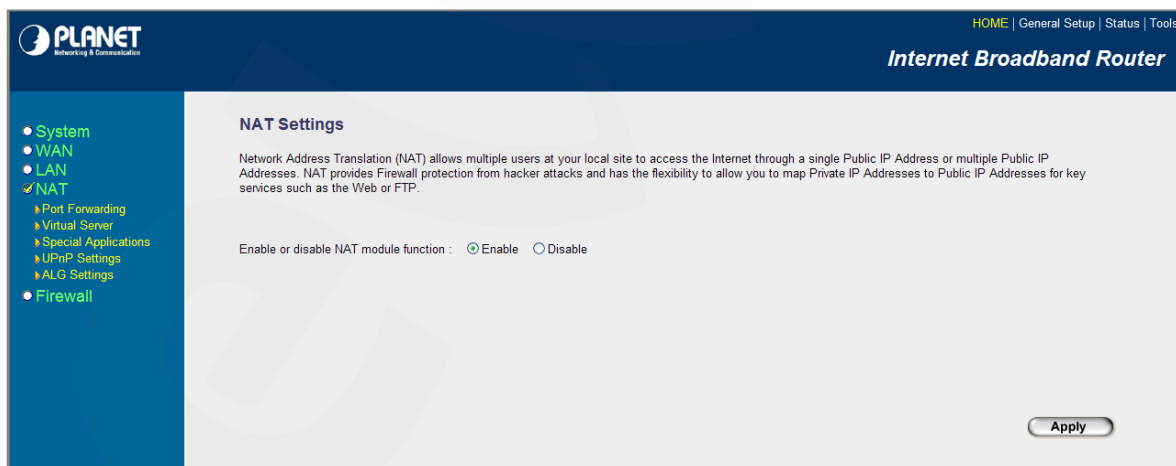 PLANET
Networking & Communication
HOME | General Setup | Status | Tools
Internet Broadband Router
System
WAN
LAN
NAT
Port Forwarding
Virtual Server
Special Applications
UPnP Settings
ALG Settings
Firewall
NAT Settings
Network Address Translation (NAT) allows multiple users at your local site to access the Internet through a single Public IP Address or multiple Public IP
Addresses. NAT provides Firewall protection from hacker attacks and has the flexibility to allow you to map Private IP Addresses to Public IP Addresses for key
services such as the Web or FTP.
Enable or disable NAT module function : Enable Disable
Apply